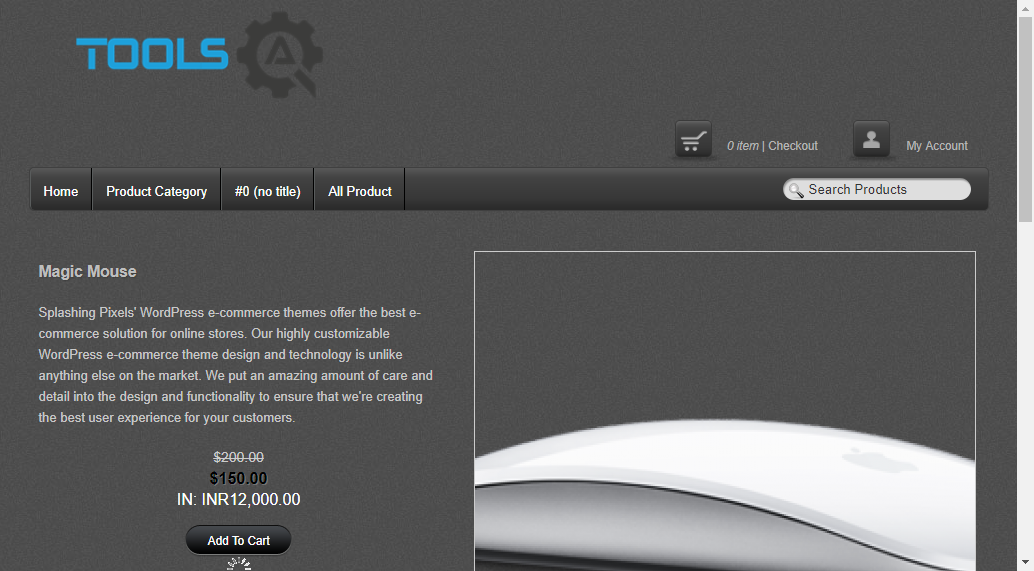 TOOLS
0 item | Checkout
My Account
Home
Product Category
#0 (no title)
All Product
Search Products
Magic Mouse
Splashing Pixels' WordPress e-commerce themes offer the best e-
commerce solution for online stores. Our highly customizable
WordPress e-commerce theme design and technology is unlike
anything else on the market. We put an amazing amount of care and
detail into the design and functionality to ensure that we're creating
the best user experience for your customers.
$200.00
$150.00
IN: INR12,000.00
Add To Cart